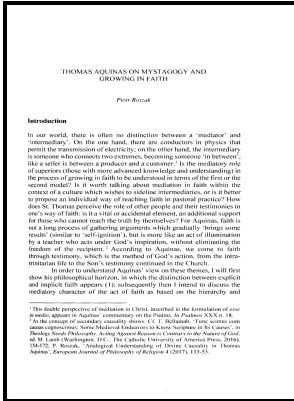 THOMAS AQUINAS ON MYSTAGOGY AND
GROWING IN FAITH
Piotr Roszak
Introduction
In our world, there is often no distinction between a 'mediator' and
'intermediary'. On the one hand, there are conductors in physics that
permit the transmission of electricity; on the other hand, the intermediary
is someone who connects two extremes, becoming someone 'in between',
like a seller is between a producer and a customer.¹ Is the mediatory role
of superiors (those with more advanced knowledge and understanding) in
the process of growing in faith to be understood in terms of the first or the
second model? Is it worth talking about mediation in faith within the
context of a culture which wishes to sideline intermediaries, or is it better
to propose an individual way of reaching faith in pastoral practice? How
does St. Thomas perceive the role of other people and their testimonies in
one's way of faith: is it a vital or accidental element, an additional support
for those who cannot reach the truth by themselves? For Aquinas, faith is
not a long process of gathering arguments which gradually 'brings some
results' (similar to 'self-ignition'), but is more like an act of illumination
by a teacher who acts under God's inspiration, without eliminating the
freedom of the recipient.² According to Aquinas, we come to faith
through testimony, which is the method of God's action, from the intra-
trinitarian life to the Son's testimony continued in the Church.
In order to understand Aquinas' view on these themes, I will first
show his philosophical horizon, in which the distinction between explicit
and implicit faith appears (1); subsequently then I intend to discuss the
mediatory character of the act of faith as based on the hierarchy and
¹ This double perspective of mediation in Christ, inscribed in the formulation of esse
in medio, appears in Aquinas' commentary on the Psalms. In Psalmos XXX n. 18.
² As the concept of secondary causality shows. Cf. T. Bellamah, 'Tunc scimus cum
causas cognoscimus: Some Medieval Endeavors to Know Scripture in Its Causes', in
Theology Needs Philosophy. Acting Against Reason is Contrary to the Nature of God,
ed. M. Lamb (Washington, D.C.: The Catholic University of America Press, 2016),
154-172; P. Roszak, 'Analogical Understanding of Divine Causality in Thomas
Aquinas', European Journal of Philosophy of Religion 4 (2017), 133-53.